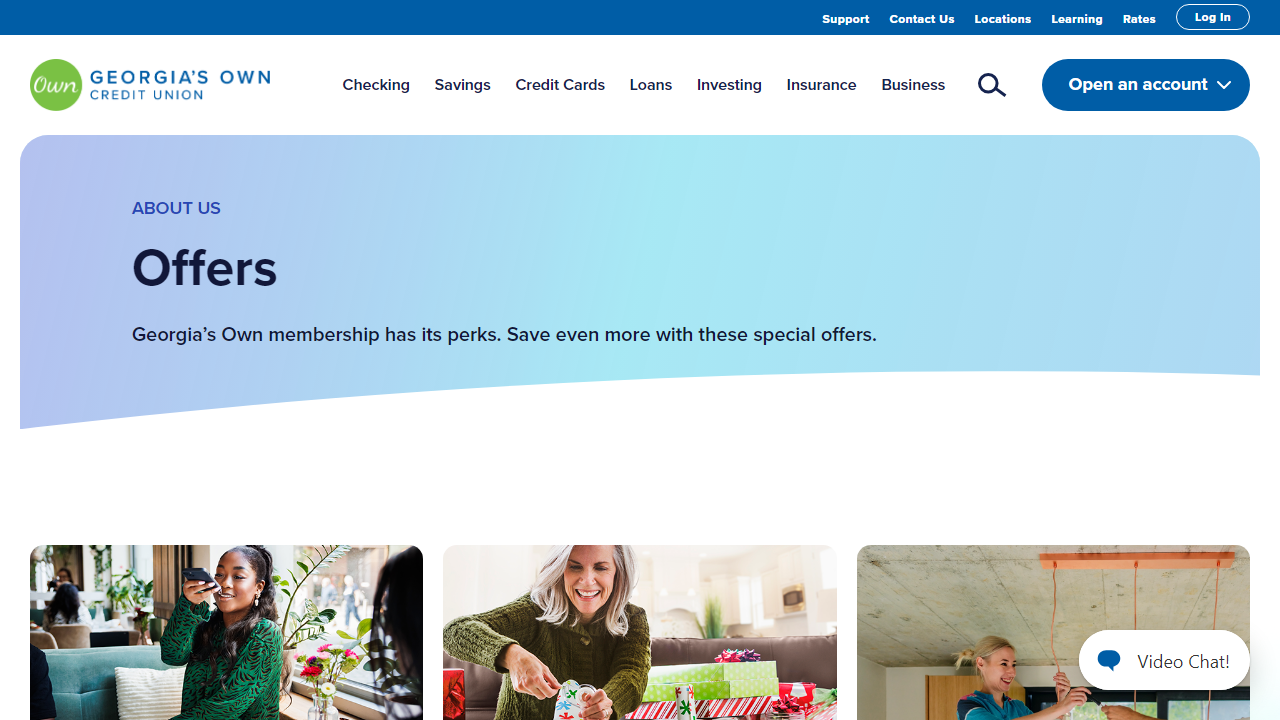 Support Contact Us Locations Learning Rates Log In
Own GEORGIA'S OWN
CREDIT UNION
Checking Savings Credit Cards Loans Investing Insurance Business Open an account
ABOUT US
Offers
Georgia’s Own membership has its perks. Save even more with these special offers.
Video Chat!